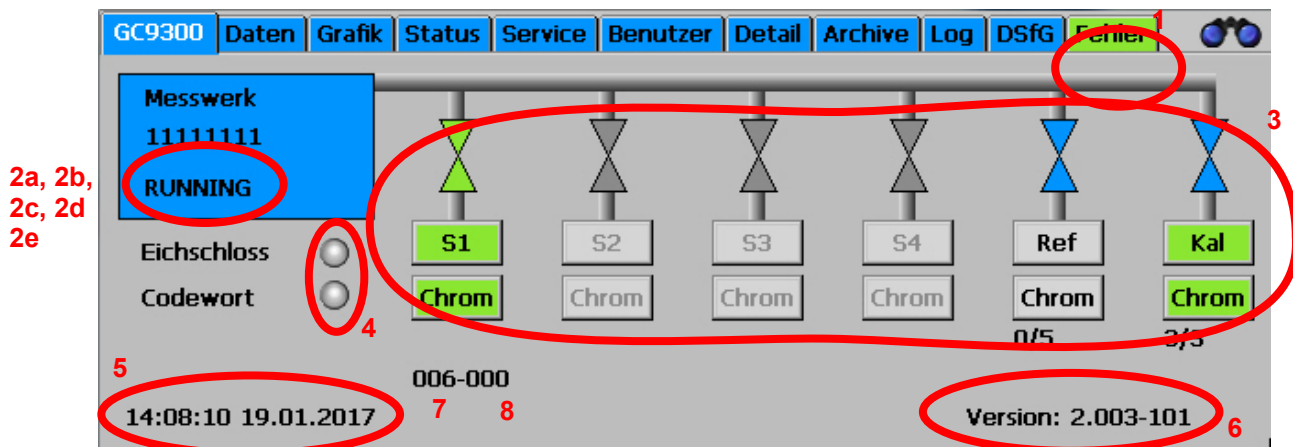 GC9300 Daten Grafik Status Service Benutzer Detail Archive Log DSfG Fehler 1
Messwerk
11111111
3
2a, 2b,
RUNNING
2c, 2d
2e
Eichschloss S1 S2 S3 S4 Ref Kal
Codewort Chrom Chrom Chrom Chrom Chrom Chrom
4
0/5 3/3
5
006-000
7 8
14:08:10 19.01.2017 Version: 2.003-101 6